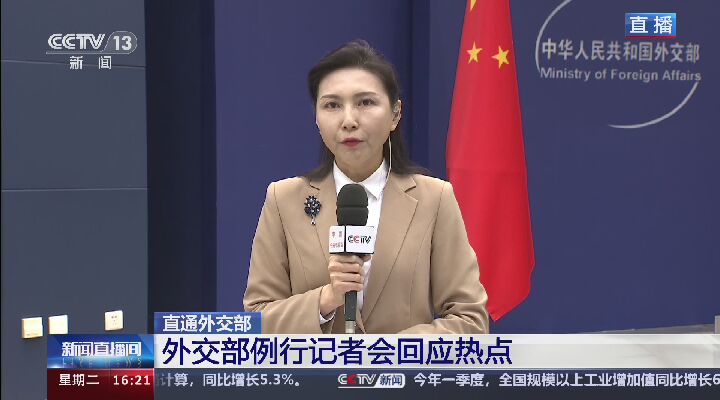 CCTV 13
新闻
直播
中华人民共和国外交部
Ministry of Foreign Affairs
CCTV
直通外交部
新闻直播间
外交部例行记者会回应热点
星期二 16:21
计算,同比增长5.3%。 CCTV 新闻 今年一季度,全国规模以上工业增加值同比增长6